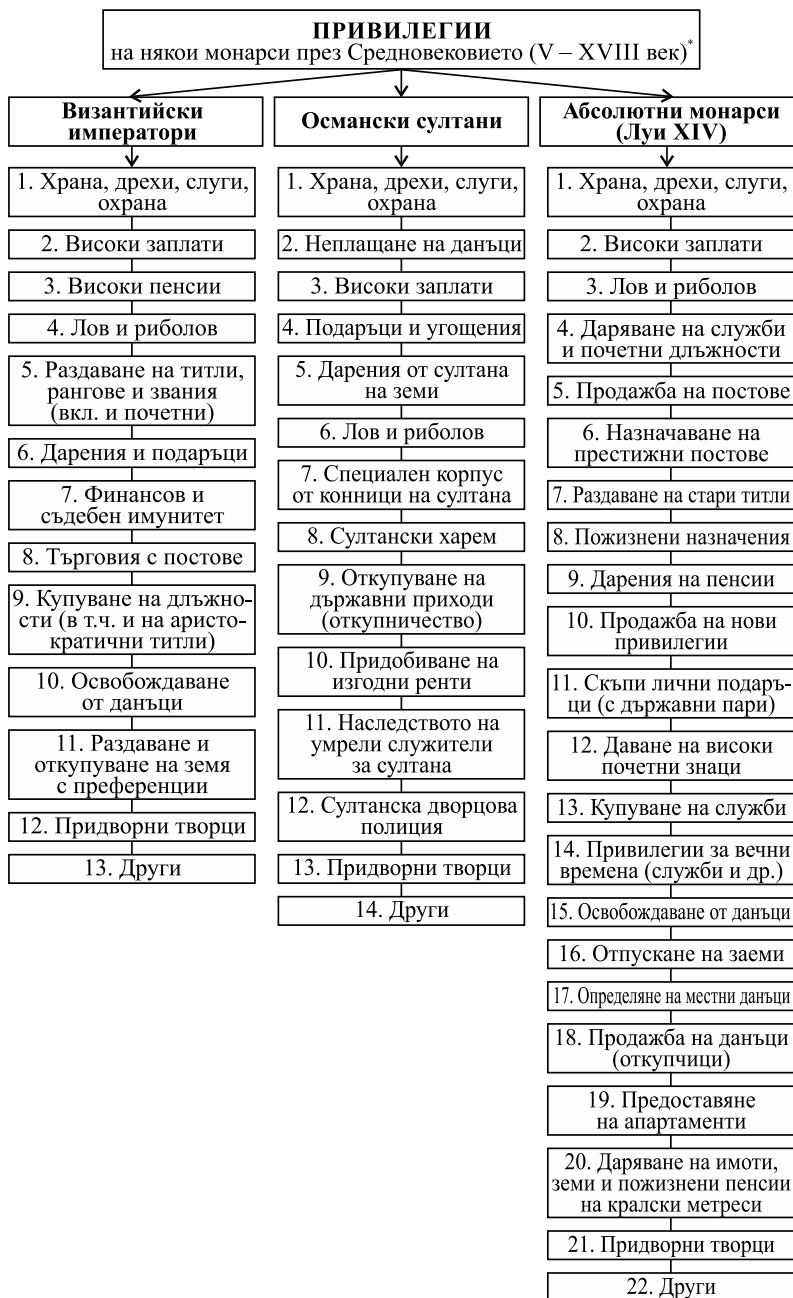 ПРИВИЛЕГИИ
на някои монарси през Средновековието (V – XVIII век)*
Византийски
императори
1. Храна, дрехи, слуги,
охрана
2. Високи заплати
3. Високи пенсии
4. Лов и риболов
5. Раздаване на титли,
рангове и звания
(вкл. и почетни)
6. Дарения и подаръци
7. Финансов и
съдебен имунитет
8. Търговия с постове
9. Купуване на длъжно-
сти (в т.ч. и на аристо-
кратични титли)
10. Освобождаване
от данъци
11. Раздаване и
откупуване на земя
с преференции
12. Придворни творци
13. Други
Османски султани
1. Храна, дрехи, слуги,
охрана
2. Неплащане на данъци
3. Високи заплати
4. Подаръци и угощения
5. Дарения от султана
на земи
6. Лов и риболов
7. Специален корпус
от конници на султана
8. Султански харем
9. Откупуване на
държавни приходи
(откупничество)
10. Придобиване на
изгодни ренти
11. Наследството на
умрели служители
за султана
12. Султанска дворцова
полиция
13. Придворни творци
14. Други
Абсолютни монарси
(Луи XIV)
1. Храна, дрехи, слуги,
охрана
2. Високи заплати
3. Лов и риболов
4. Даряване на служби
и почетни длъжности
5. Продажба на постове
6. Назначаване на
престижни постове
7. Раздаване на стари титли
8. Пожизнени назначения
9. Дарения на пенсии
10. Продажба на нови
привилегии
11. Скъпи лични подаръ-
ци (с държавни пари)
12. Даване на високи
почетни знаци
13. Купуване на служби
14. Привилегии за вечни
времена (служби и др.)
15. Освобождаване от данъци
16. Отпускане на заеми
17. Определяне на местни данъци
18. Продажба на данъци
(откупчици)
19. Предоставяне
на апартаменти
20. Даряване на имоти,
земи и пожизнени пенсии
на кралски метреси
21. Придворни творци
22. Други